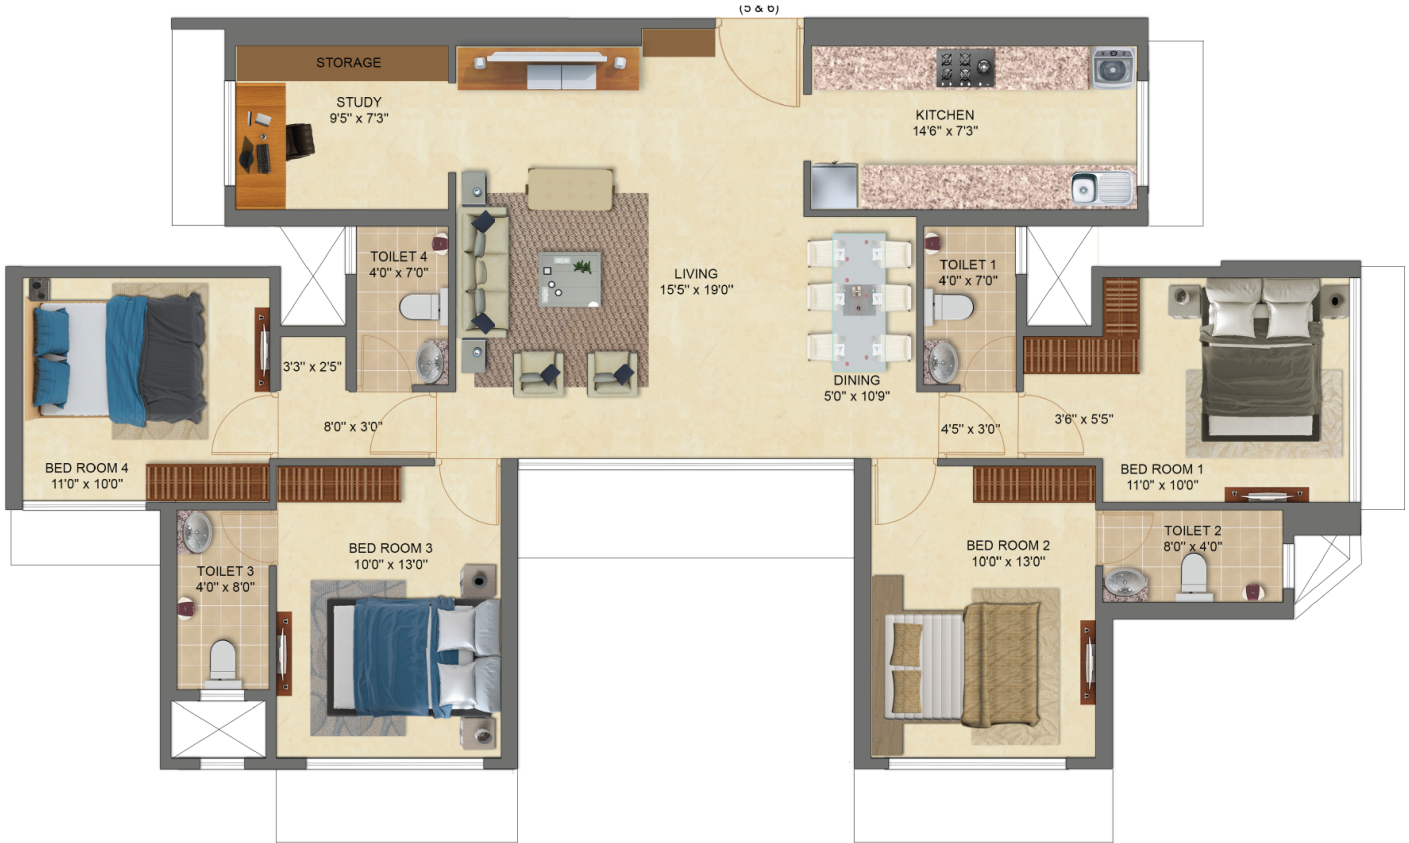 (5 & 6)
STORAGE
STUDY
9'5" x 7'3"
KITCHEN
14'6" x 7'3"
TOILET 4
4'0" x 7'0"
LIVING
15'5" x 19'0"
TOILET 1
4'0" x 7'0"
3'3" x 2'5"
DINING
5'0" x 10'9"
8'0" x 3'0"
4'5" x 3'0"
3'6" x 5'5"
BED ROOM 4
11'0" x 10'0"
BED ROOM 1
11'0" x 10'0"
BED ROOM 3
10'0" x 13'0"
BED ROOM 2
10'0" x 13'0"
TOILET 2
8'0" x 4'0"
TOILET 3
4'0" x 8'0"